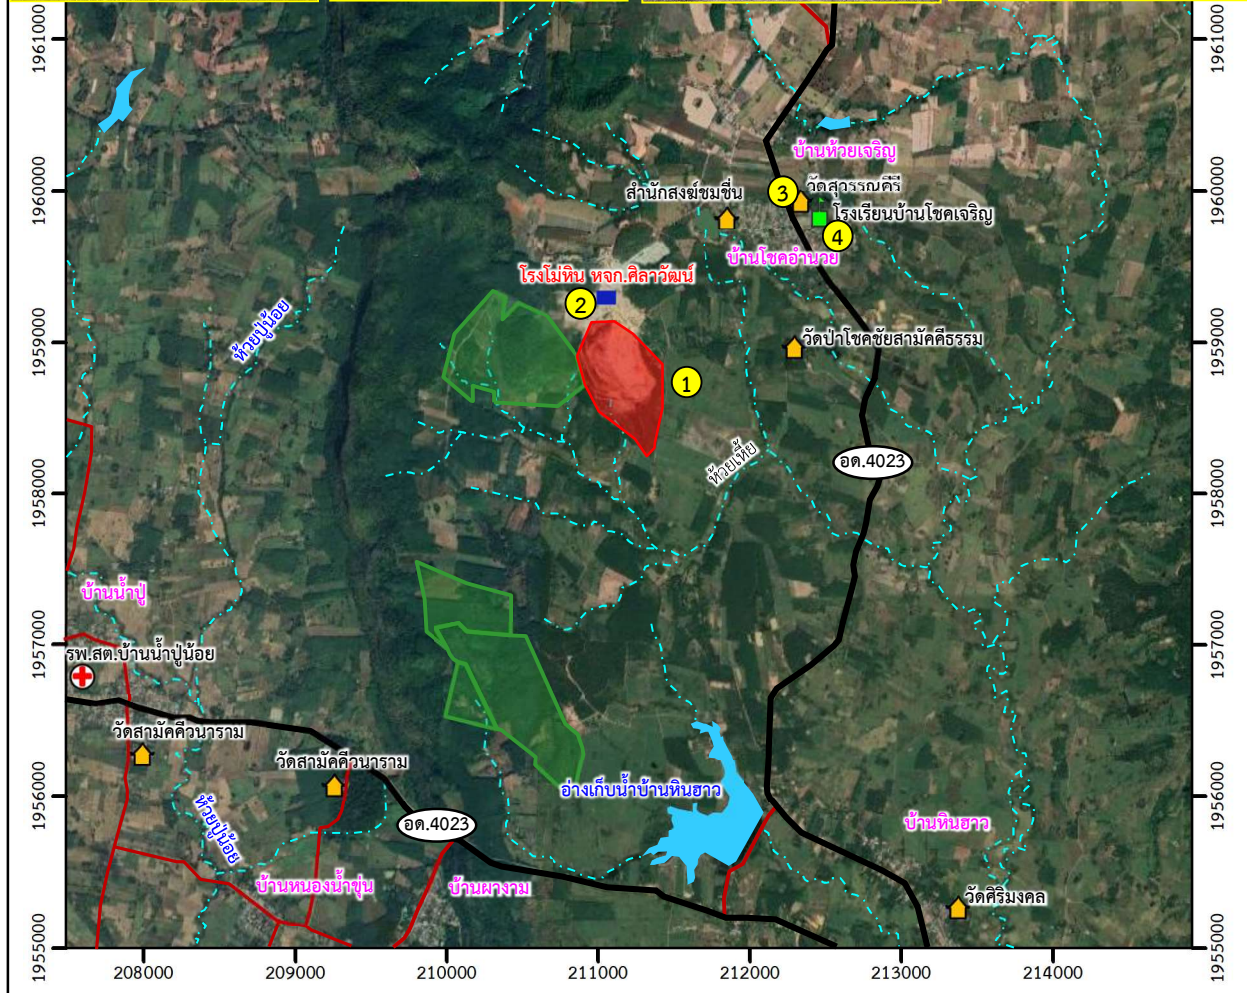 1961000
1961000
บ้านห้วยเจริญ
1960000
สำนักสงฆ์ชมชื่น
3
วัดสุวรรณคีรี
1960000
โรงเรียนบ้านโชคเจริญ
4
บ้านโชคอำนวย
โรงโม่หิน หจก.ศิลาวัฒน์
2
ห้วยปูน้อย
1959000
วัดป่าโชคชัยสามัคคีธรรม
1959000
1
ห้วยเหี้ย
อด.4023
1958000
1958000
บ้านน้ำปู่
1957000
รพ.สต.บ้านน้ำปูน้อย
1957000
วัดสามัคคีวนาราม
วัดสามัคคีวนาราม
1956000
อ่างเก็บน้ำบ้านหินฮาว
1956000
ห้วยปูน้อย
อด.4023
บ้านหินฮาว
บ้านหนองน้ำขุ่น
บ้านผางาม
วัดศิริมงคล
1955000
1955000
208000 209000 210000 211000 212000 213000 214000